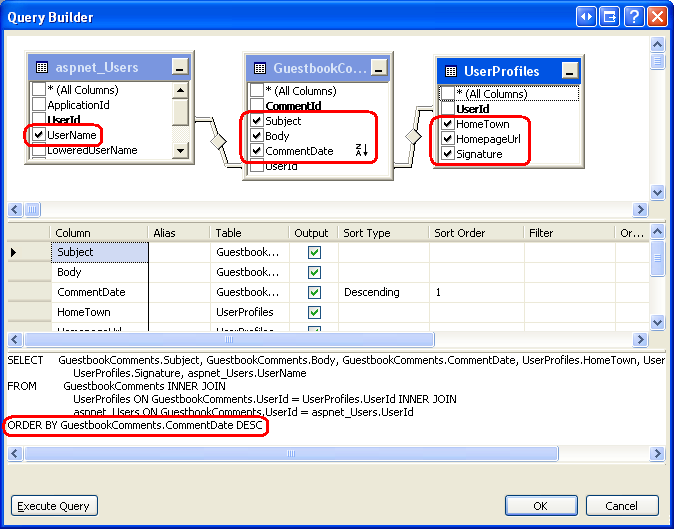 Query Builder
aspnet_Users
* (All Columns)
ApplicationId
UserId
UserName
LoweredUserName
GuestbookCo...
* (All Columns)
CommentId
Subject
Body
CommentDate
UserId
UserProfiles
* (All Columns)
UserId
HomeTown
HomepageUrl
Signature
Column Alias Table Output Sort Type Sort Order Filter Or...
Subject Guestbook...
Body Guestbook...
CommentDate Guestbook... Descending 1
HomeTown UserProfiles
HomepageUrl UserProfiles
SELECT GuestbookComments.Subject, GuestbookComments.Body, GuestbookComments.CommentDate, UserProfiles.HomeTown, User
UserProfiles.Signature, aspnet_Users.UserName
FROM GuestbookComments INNER JOIN
UserProfiles ON GuestbookComments.UserId = UserProfiles.UserId INNER JOIN
aspnet_Users ON GuestbookComments.UserId = aspnet_Users.UserId
ORDER BY GuestbookComments.CommentDate DESC
Execute Query
OK
Cancel